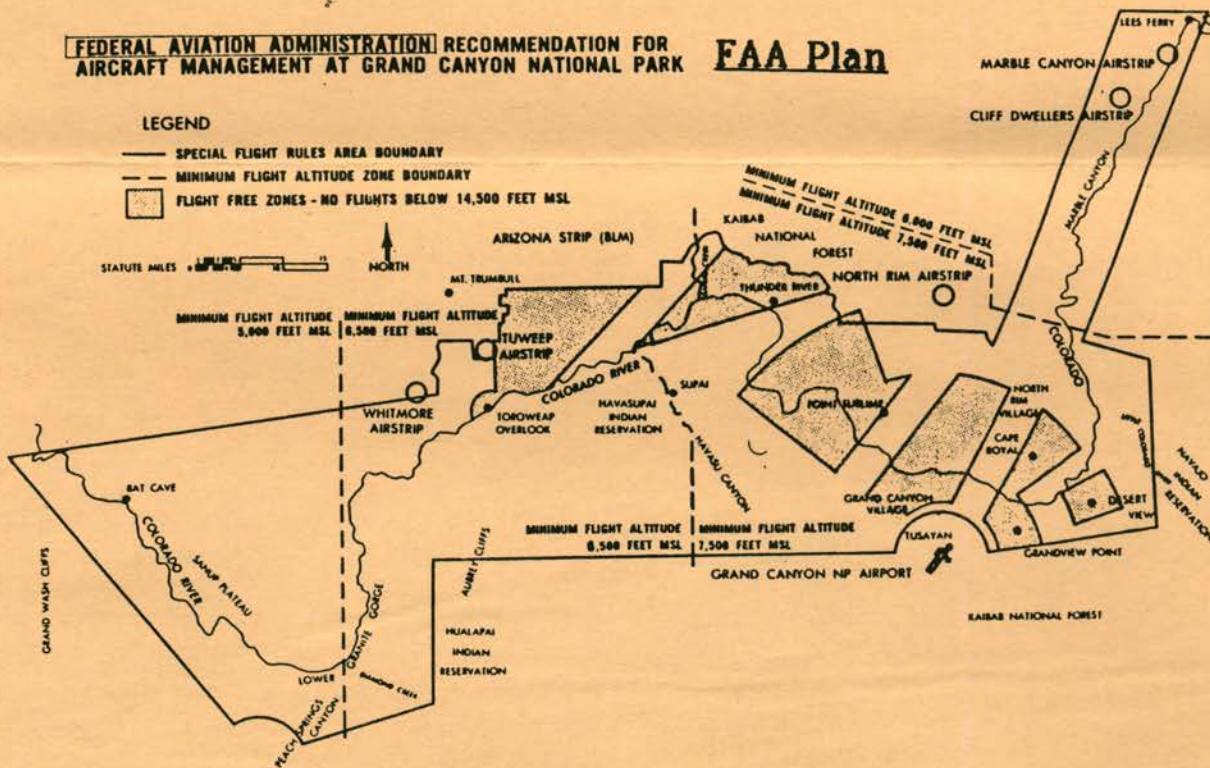 FEDERAL AVIATION ADMINISTRATION RECOMMENDATION FOR
AIRCRAFT MANAGEMENT AT GRAND CANYON NATIONAL PARK
FAA Plan
LEGEND
SPECIAL FLIGHT RULES AREA BOUNDARY
MINIMUM FLIGHT ALTITUDE ZONE BOUNDARY
FLIGHT FREE ZONES - NO FLIGHTS BELOW 14,500 FEET MSL
STATUTE MILES
15
NORTH
LEES FERRY
MARBLE CANYON AIRSTRIP
CLIFF DWELLERS AIRSTRIP
MARBLE CANYON
MINIMUM FLIGHT ALTITUDE 6,000 FEET MSL
MINIMUM FLIGHT ALTITUDE 7,500 FEET MSL
ARIZONA STRIP (BLM)
KAIBAB
NATIONAL
FOREST
NORTH RIM AIRSTRIP
MT. TRUMBULL
THUNDER RIVER
MINIMUM FLIGHT ALTITUDE
5,000 FEET MSL
MINIMUM FLIGHT ALTITUDE
6,500 FEET MSL
TUWEEP
AIRSTRIP
COLORADO
COLORADO RIVER
WHITMORE
AIRSTRIP
TOROWEAP
OVERLOOK
HAVASUPAI
INDIAN
RESERVATION
SUPAI
HAVASU CANYON
POINT SUBLIME
NORTH
RIM
VILLAGE
CAPE
ROYAL
LITTLE COLORADO
NAVAJO
INDIAN
RESERVATION
BAT CAVE
COLORADO RIVER
SANUP PLATEAU
GRAND WASH CLIFFS
GRAND CANYON
VILLAGE
DESERT
VIEW
MINIMUM FLIGHT ALTITUDE
6,500 FEET MSL
MINIMUM FLIGHT ALTITUDE
7,500 FEET MSL
TUSAYAN
GRANDVIEW POINT
GRAND CANYON NP AIRPORT
AUBREY CLIFFS
KAIBAB NATIONAL FOREST
HUALAPAI
INDIAN
RESERVATION
LOWER GRANITE GORGE
DIAMOND CREEK
PEACH SPRINGS
CANYON